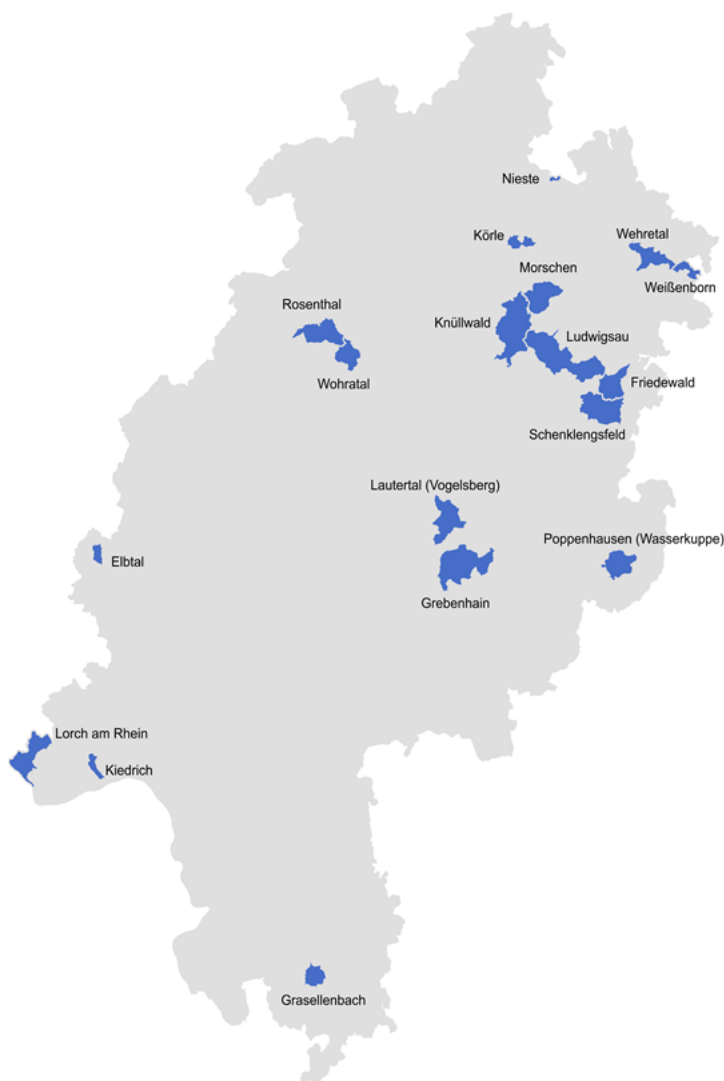 Nieste
Körle
Wehretal
Morschen
Weißenborn
Rosenthal
Knüllwald
Ludwigsau
Wohratal
Friedewald
Schenklengsfeld
Lautertal (Vogelsberg)
Poppenhausen (Wasserkuppe)
Elbtal
Grebenhain
Lorch am Rhein
Kiedrich
Grasellenbach